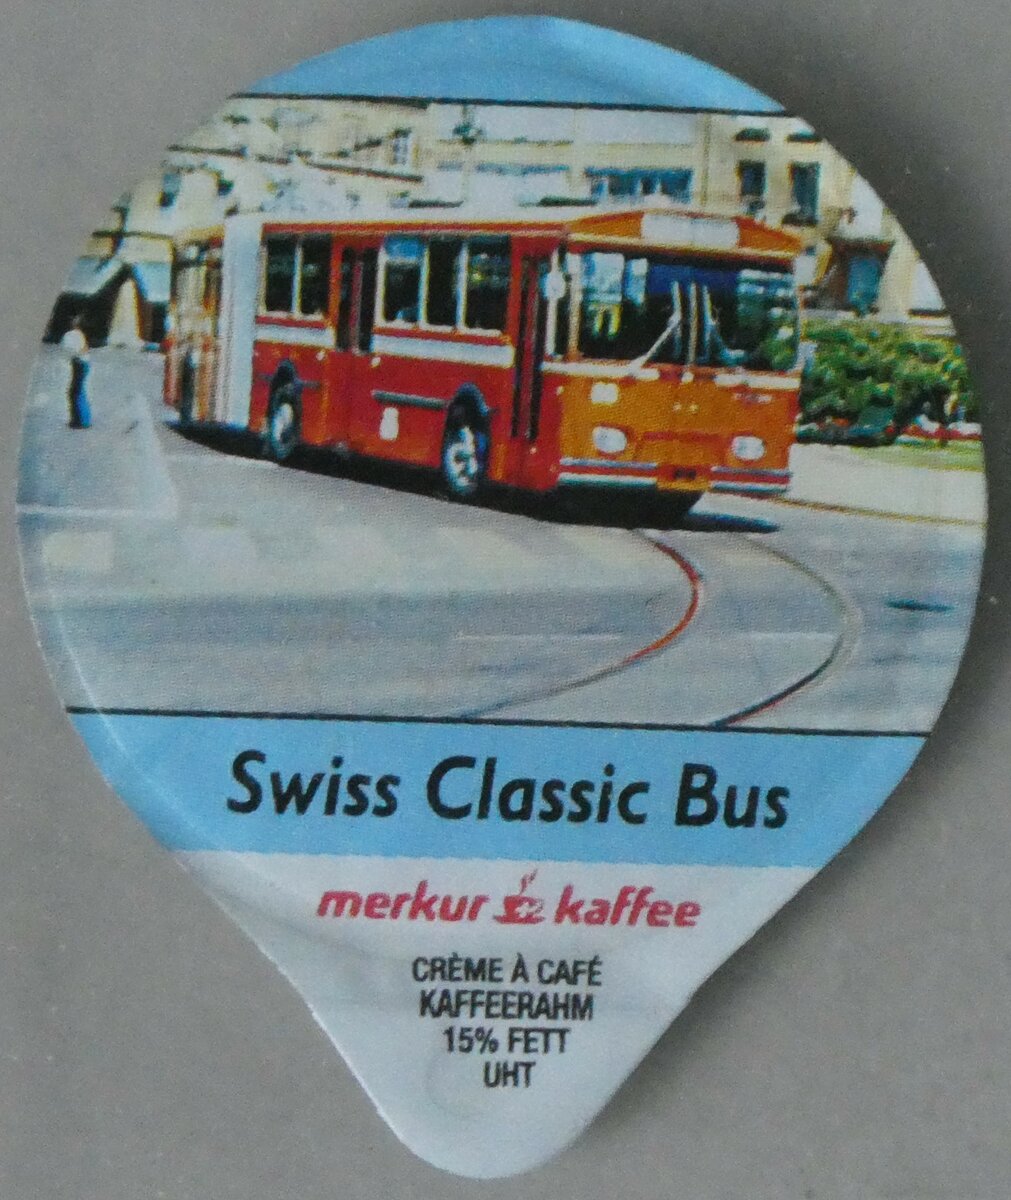 Swiss Classic Bus
merkur kaffee
CRÈME À CAFÉ
KAFFEERAHM
15% FETT
UHT